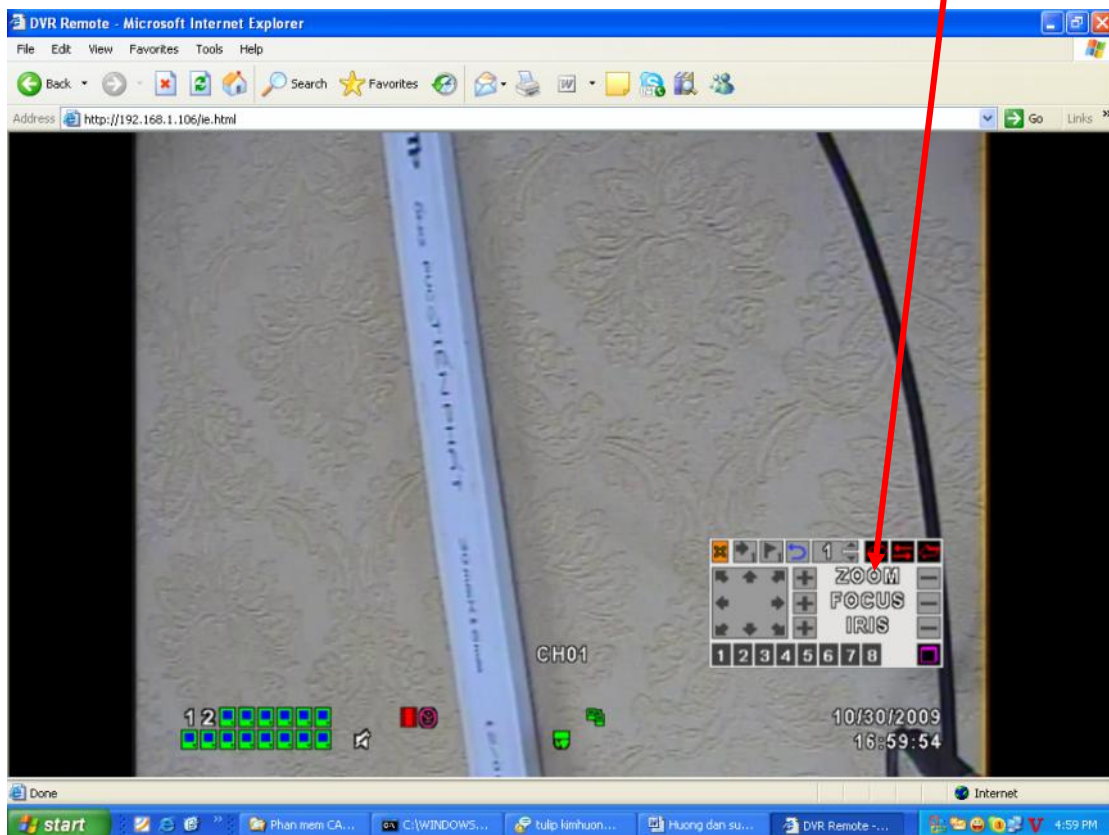 DVR Remote - Microsoft Internet Explorer
File Edit View Favorites Tools Help
Back Search Favorites
Address http://192.168.1.106/ie.html Go Links »
1
ZOOM
FOCUS
IRIS
1 2 3 4 5 6 7 8
CH01
1 2
10/30/2009
16:59:54
Done Internet
start » Phan mem CA... C:\WINDOWS... tulip kimhuon... Huong dan su... DVR Remote -... V 4:59 PM